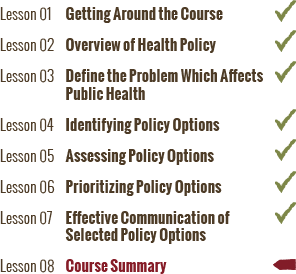 Lesson 01 Getting Around the Course
Lesson 02 Overview of Health Policy
Lesson 03 Define the Problem Which Affects
Public Health
Lesson 04 Identifying Policy Options
Lesson 05 Assessing Policy Options
Lesson 06 Prioritizing Policy Options
Lesson 07 Effective Communication of
Selected Policy Options
Lesson 08 Course Summary